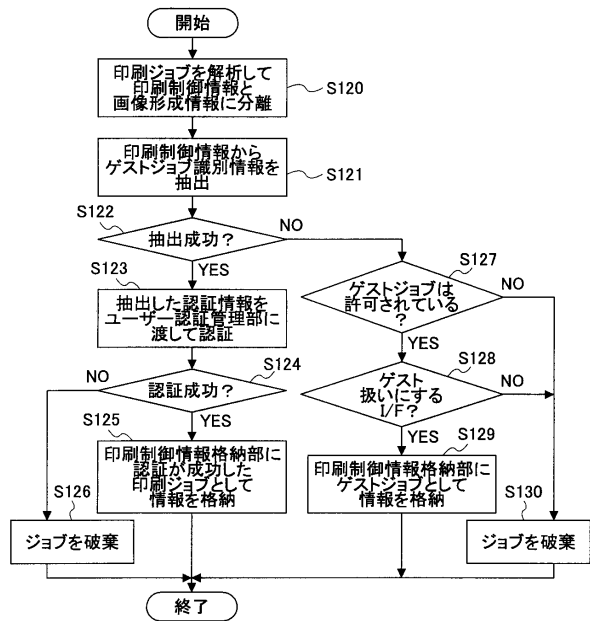 開始
印刷ジョブを解析して
印刷制御情報と
画像形成情報に分離
S120
印刷制御情報から
ゲストジョブ識別情報を
抽出
S121
S122
抽出成功？
NO
YES
S123
抽出した認証情報を
ユーザー認証管理部に
渡して認証
S127
ゲストジョブは
許可されている
？
NO
YES
S124
認証成功？
NO
YES
S128
ゲスト
扱いにする
I/F？
NO
YES
S125
印刷制御情報格納部に
認証が成功した
印刷ジョブとして
情報を格納
S129
印刷制御情報格納部に
ゲストジョブとして
情報を格納
S126
ジョブを破棄
S130
ジョブを破棄
終了